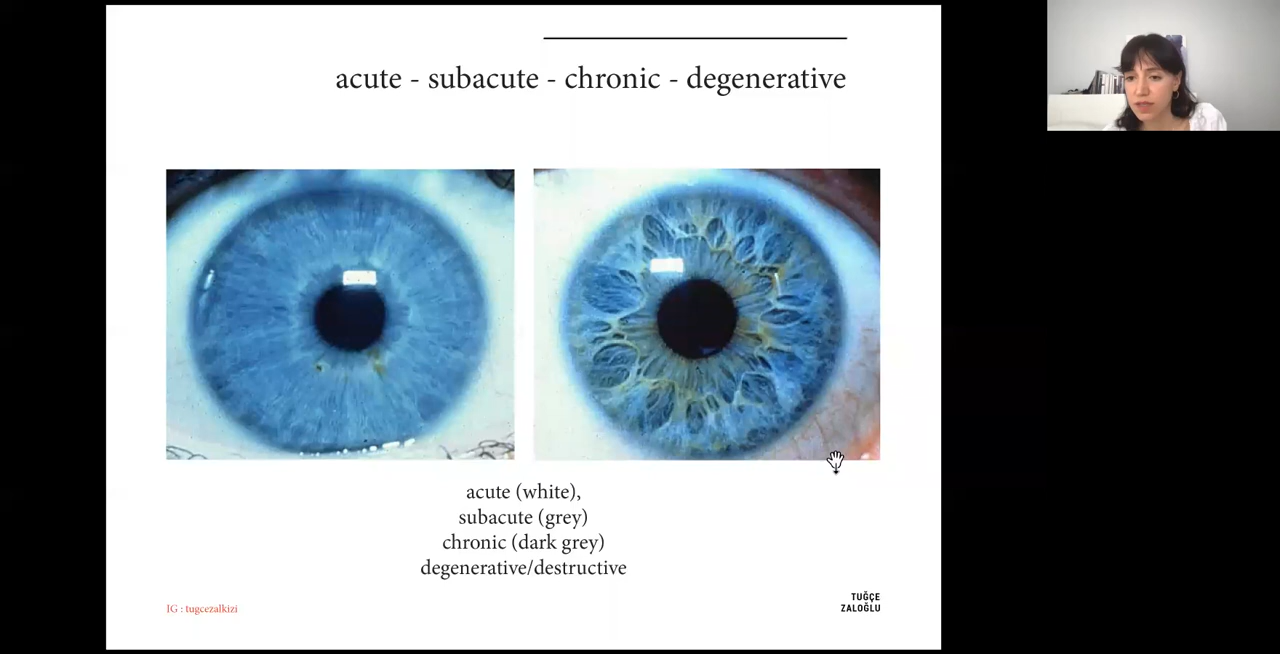 acute - subacute - chronic - degenerative
acute (white),
subacute (grey)
chronic (dark grey)
degenerative/destructive
IG : tugcezalkizi
TUĞÇE
ZALOĞLU